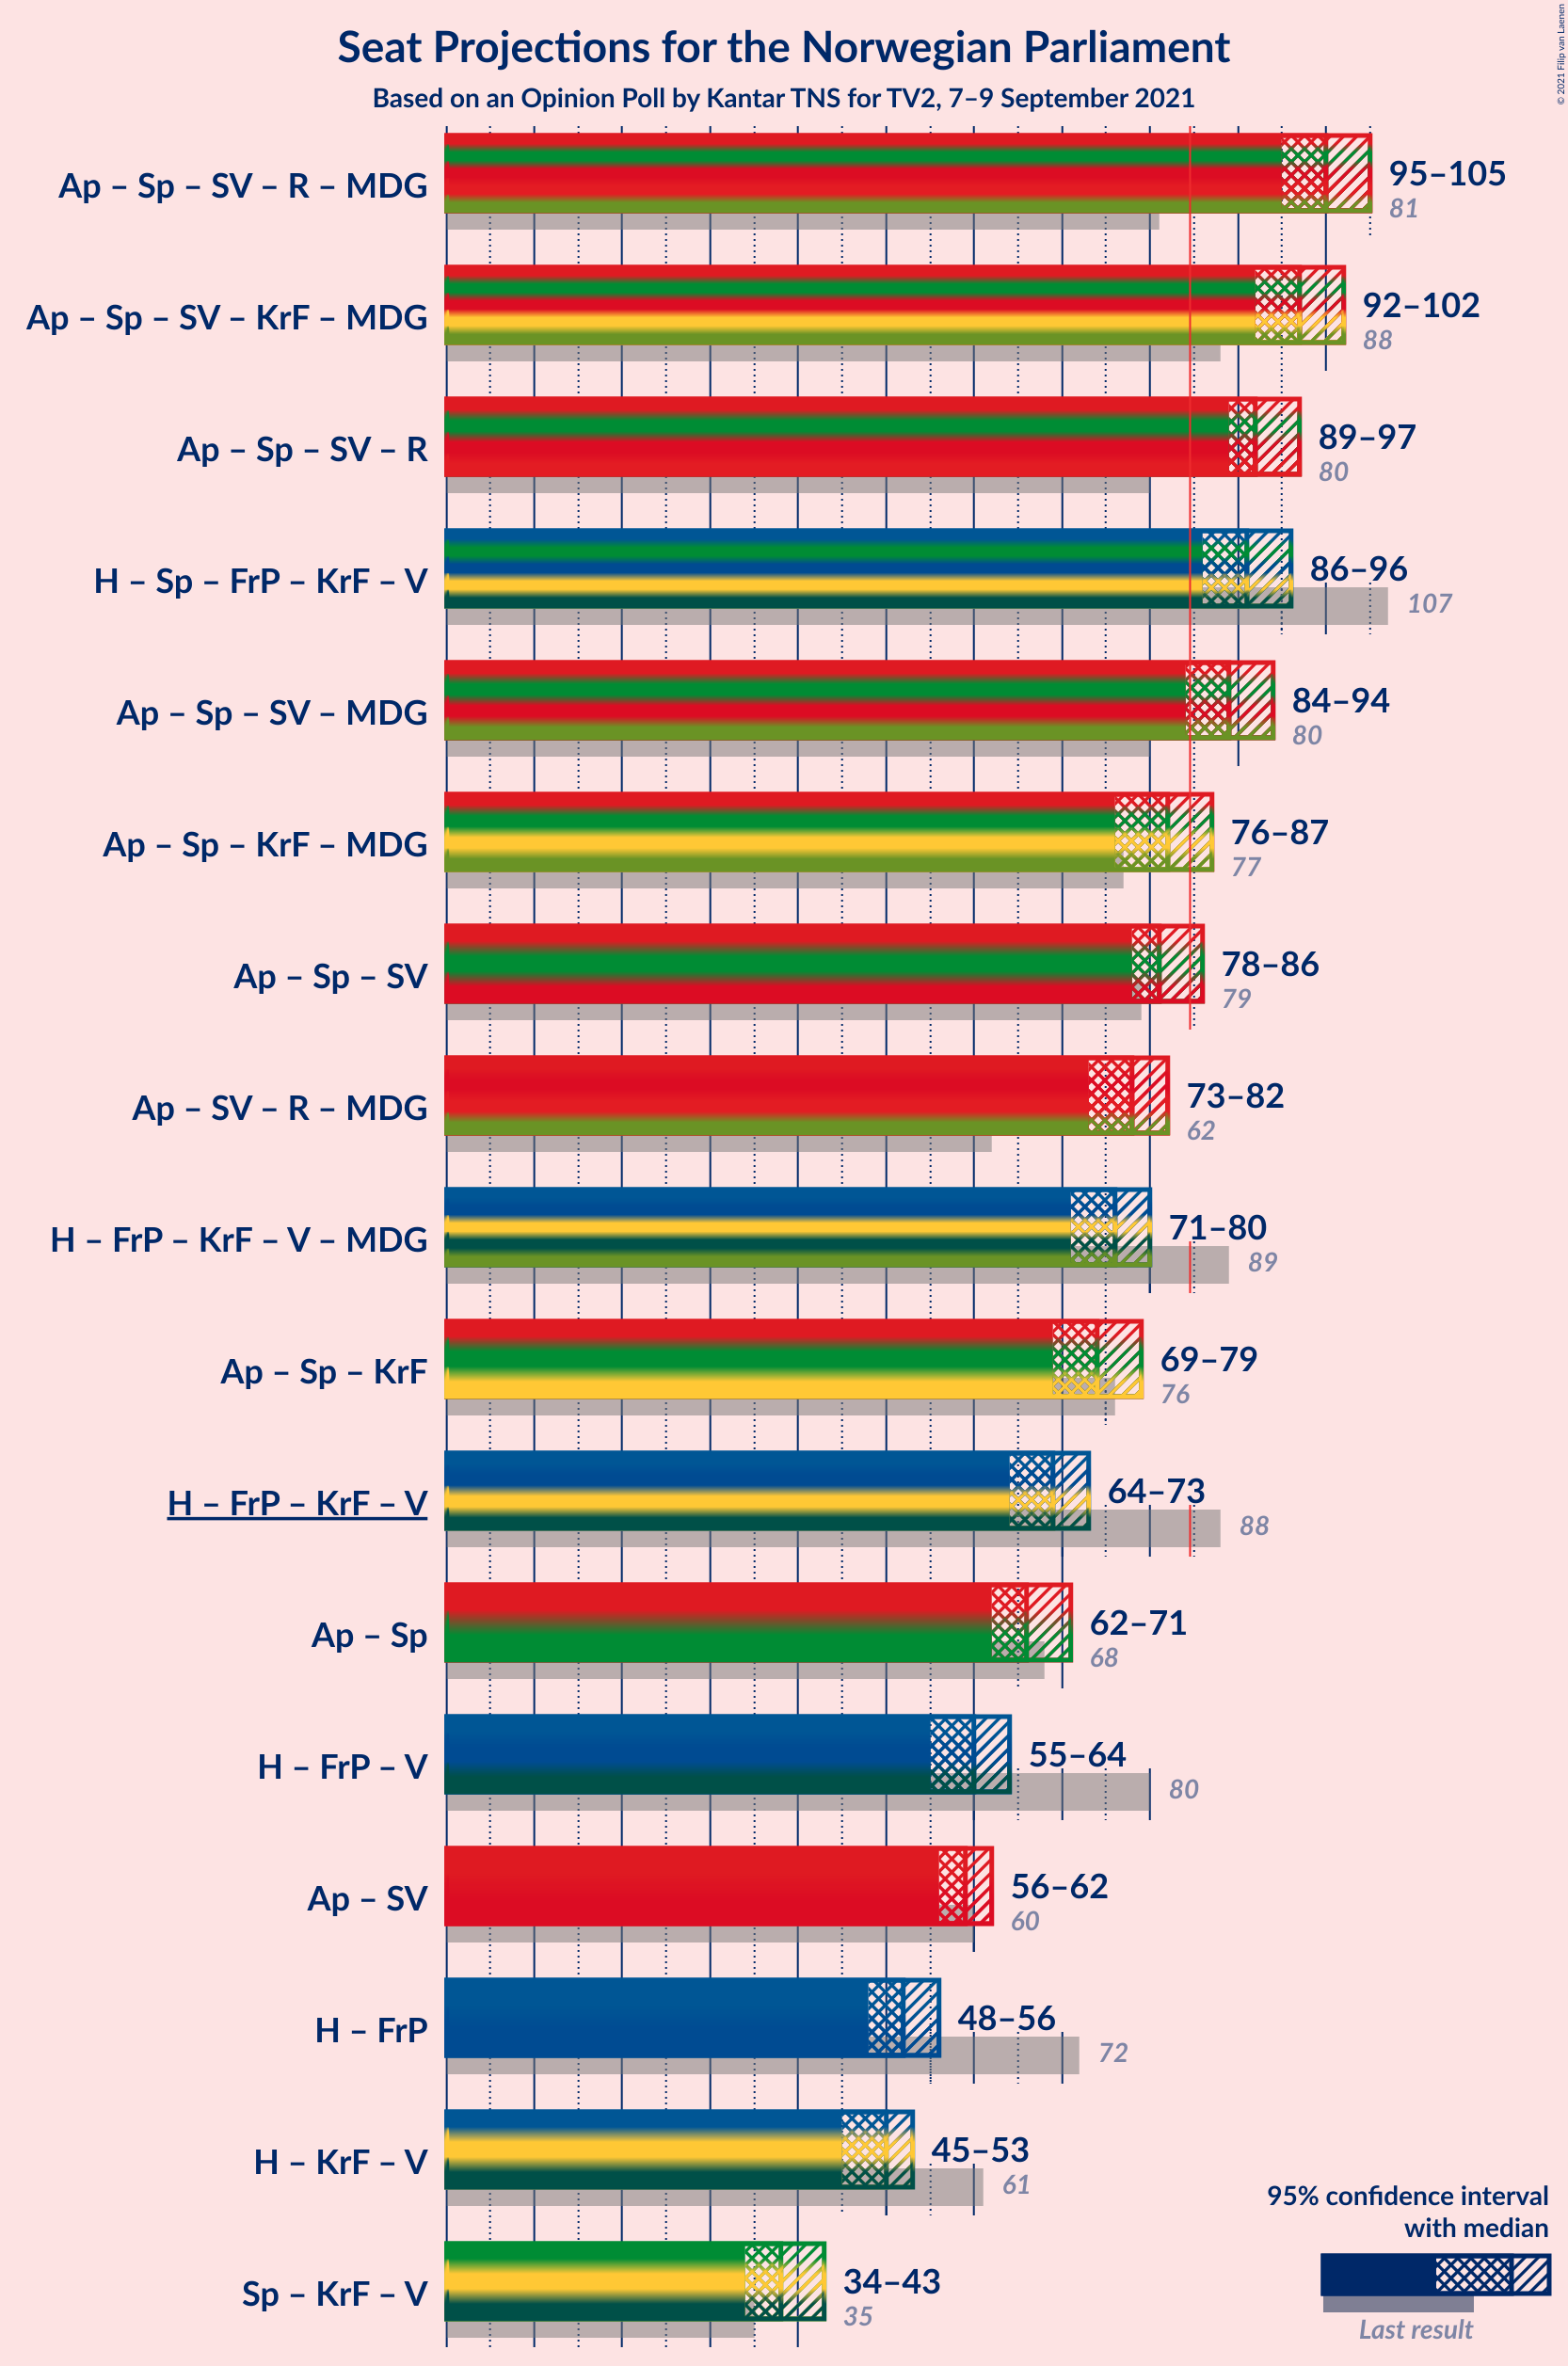 Seat Projections for the Norwegian Parliament
Based on an Opinion Poll by Kantar TNS for TV2, 7–9 September 2021
© 2021 Filip van Laenen
Ap – Sp – SV – R – MDG
95–105
81
Ap – Sp – SV – KrF – MDG
92–102
88
Ap – Sp – SV – R
89–97
80
H – Sp – FrP – KrF – V
86–96
107
Ap – Sp – SV – MDG
84–94
80
Ap – Sp – KrF – MDG
76–87
77
Ap – Sp – SV
78–86
79
Ap – SV – R – MDG
73–82
62
H – FrP – KrF – V – MDG
71–80
89
Ap – Sp – KrF
69–79
76
H – FrP – KrF – V
64–73
88
Ap – Sp
62–71
68
H – FrP – V
55–64
80
Ap – SV
56–62
60
H – FrP
48–56
72
H – KrF – V
45–53
61
Sp – KrF – V
34–43
35
95% confidence interval
with median
Last result